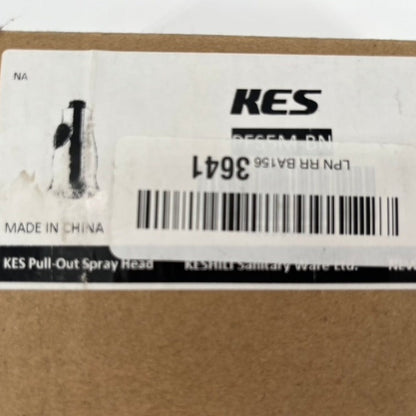 NA
KES
LPN RR BA156 3641
MADE IN CHINA
KES Pull-Out Spray Head